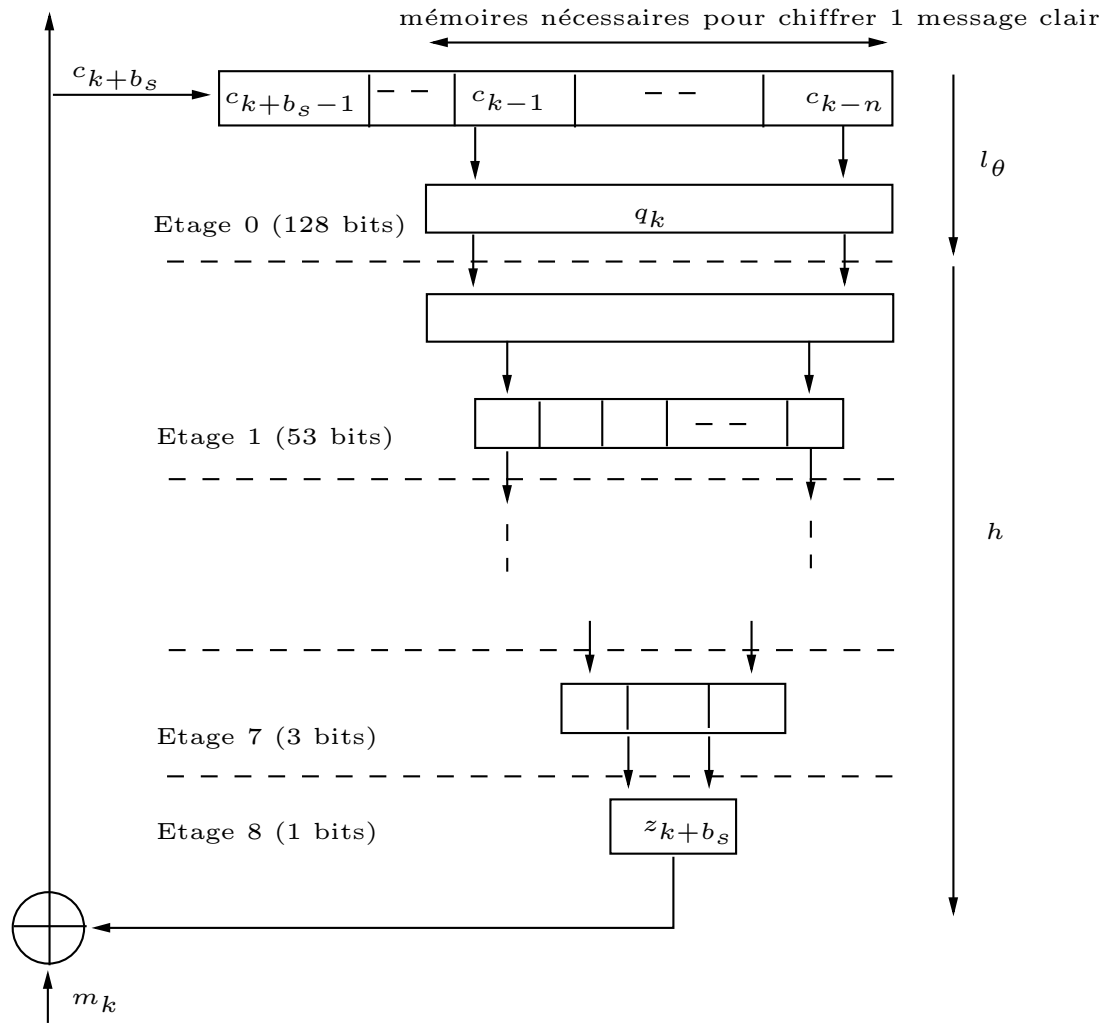 mémoires nécessaires pour chiffrer 1 message clair
c_{k+b_s}
c_{k+b_s-1} – – c_{k-1} – – c_{k-n}
l_θ
q_k
Etage 0 (128 bits)
Etage 1 (53 bits)
– –
h
Etage 7 (3 bits)
Etage 8 (1 bits)
z_{k+b_s}
m_k